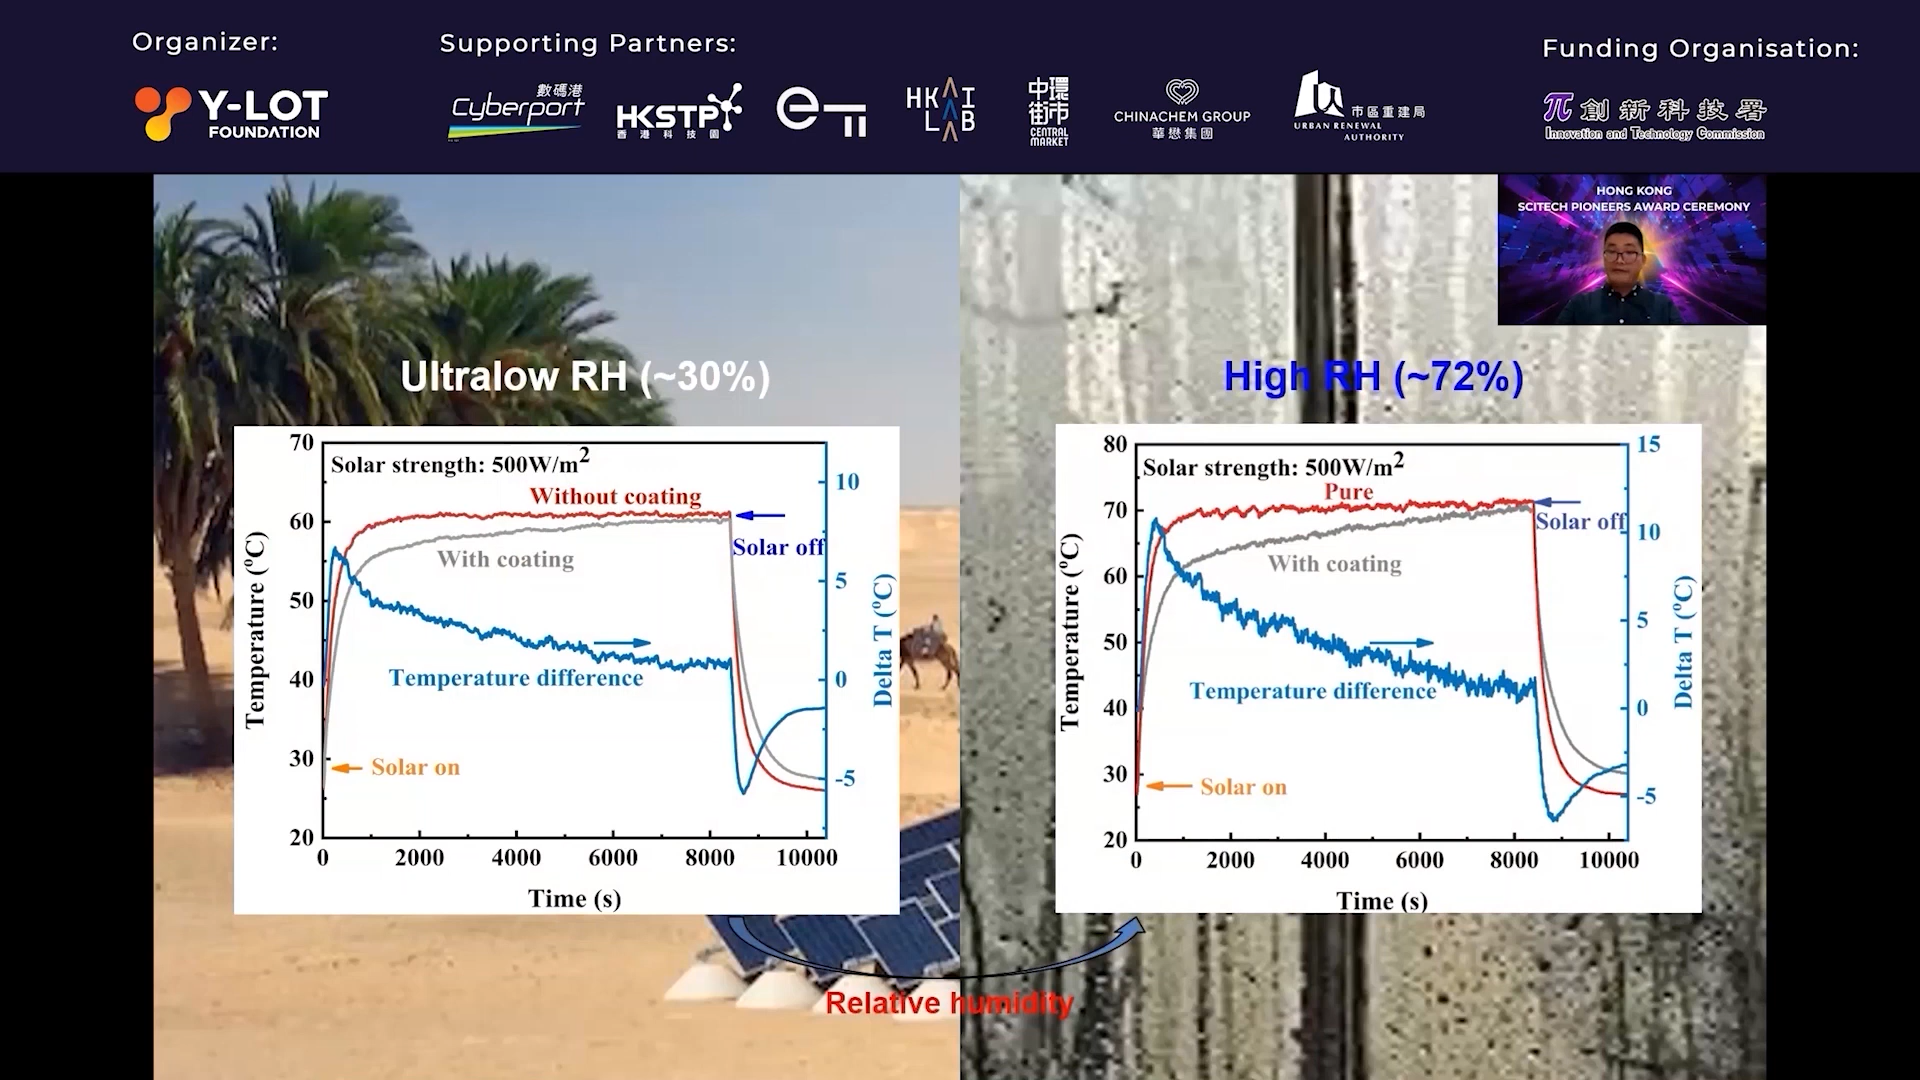 Organizer:
Supporting Partners:
Funding Organisation:
Y-LOT
FOUNDATION
數碼港
Cyberport
HKSTP
香港科技園
HK AI
LAB
中環
街市
CENTRAL
MARKET
CHINACHEM GROUP
華懋集團
市區重建局
URBAN RENEWAL
AUTHORITY
創新科技署
Innovation and Technology Commission
HONG KONG
SCITECH PIONEERS AWARD CEREMONY
Ultralow RH (~30%)
70
60
50
40
30
20
Temperature (°C)
Solar strength: 500W/m²
Without coating
With coating
Solar off
Temperature difference
Solar on
10
5
0
-5
Delta T (°C)
0 2000 4000 6000 8000 10000
Time (s)
High RH (~72%)
80
70
60
50
40
30
20
Temperature (°C)
Solar strength: 500W/m²
Pure
With coating
Solar off
Temperature difference
Solar on
15
10
5
0
-5
Delta T (°C)
0 2000 4000 6000 8000 10000
Time (s)
Relative humidity